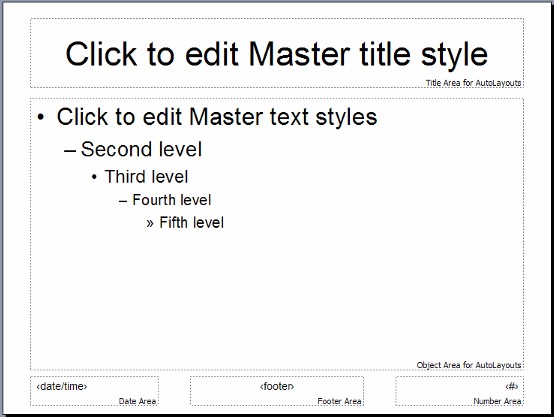 Click to edit Master title style
Title Area for AutoLayouts
• Click to edit Master text styles
– Second level
• Third level
– Fourth level
» Fifth level
Object Area for AutoLayouts
‹date/time›
Date Area
‹footer›
Footer Area
‹#›
Number Area